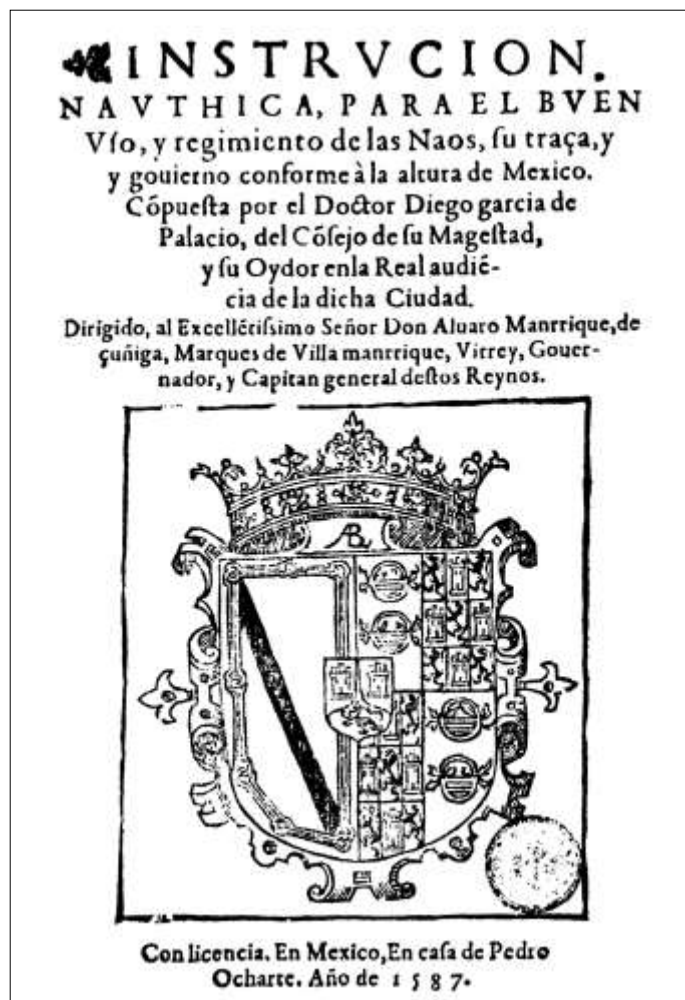 INSTRVCION.
NAVTHICA, PARA EL BVEN
Vſo, y regimiento de las Naos, ſu traça, y
y gouierno conforme à la altura de Mexico.
Cópueſta por el Doctor Diego garcia de
Palacio, del Cóſejo de ſu Mageſtad,
y ſu Oydor enla Real audié-
cia de la dicha Ciudad.
Dirigido, al Excellétiſsimo Señor Don Aluaro Manrrique, de
çuñiga, Marques de Villa manrrique, Virrey, Gouer-
nador, y Capitan general deſtos Reynos.
Con licencia. En Mexico, En caſa de Pedro
Ocharte. Año de 1587.